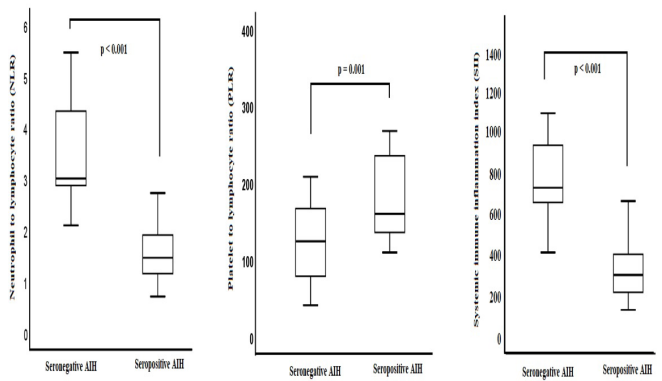 Neutrophil to lymphocyte ratio (NLR)
6
5
4
3
2
1
0
p < 0.001
Seronegative AIH
Seropositive AIH
Platelet to lymphocyte ratio (PLR)
400
300
200
100
0
p = 0.001
Seronegative AIH
Seropositive AIH
Systemic immune inflammation index (SII)
1400
1200
1000
800
600
400
200
0
p < 0.001
Seronegative AIH
Seropositive AIH